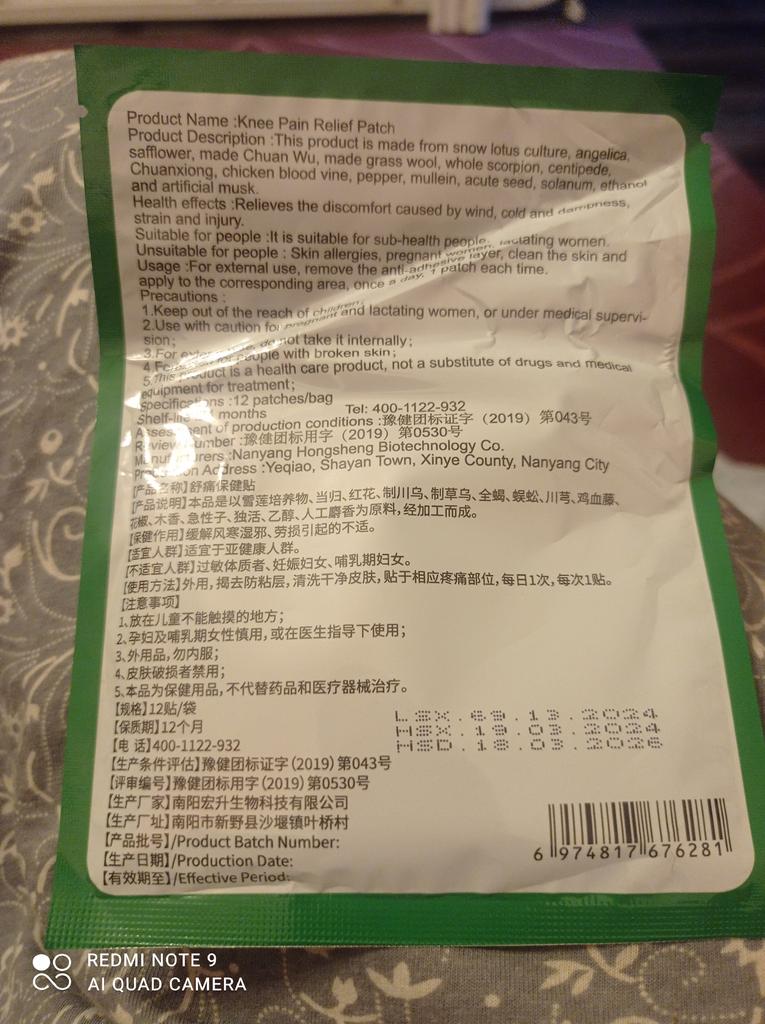 Product Name :Knee Pain Relief Patch
Product Description :This product is made from snow lotus culture, angelica,
safflower, made Chuan Wu, made grass wool, whole scorpion, centipede,
Chuanxiong, chicken blood vine, pepper, mullein, acute seed, solanum, ethanol
and artificial musk.
Health effects :Relieves the discomfort caused by wind, cold and dampness,
strain and injury.
Suitable for people :It is suitable for sub-health people.
Unsuitable for people : Skin allergies, pregnant women, lactating women.
Usage :For external use, remove the anti-adhesive layer, clean the skin and
apply to the corresponding area, once a day, 1 patch each time.
Precautions :
1.Keep out of the reach of children;
2.Use with caution for pregnant and lactating women, or under medical supervi-
sion;
3.For external use, do not take it internally;
4 For people with broken skin;
5.This product is a health care product, not a substitute of drugs and medical
equipment for treatment;
Specifications :12 patches/bag
Shelf-life months Tel: 400-1122-932
Assessment of production conditions :豫健团标证字（2019）第043号
Review number :豫健团标用字（2019）第0530号
Manufacturers :Nanyang Hongsheng Biotechnology Co.
Production Address :Yeqiao, Shayan Town, Xinye County, Nanyang City
【产品名称】舒痛保健贴
【产品说明】本品是以雪莲培养物、当归、红花、制川乌、制草乌、全蝎、蜈蚣、川芎、鸡血藤、
花椒、木香、急性子、独活、乙醇、人工麝香为原料，经加工而成。
【保健作用】缓解风寒湿邪、劳损引起的不适。
【适宜人群】适宜于亚健康人群。
【不适宜人群】过敏体质者、妊娠妇女、哺乳期妇女。
【使用方法】外用，揭去防粘层，清洗干净皮肤，贴于相应疼痛部位，每日1次，每次1贴。
【注意事项】
1、放在儿童不能触摸的地方；
2、孕妇及哺乳期女性慎用，或在医生指导下使用；
3、外用品，勿内服；
4、皮肤破损者禁用；
5、本品为保健用品，不代替药品和医疗器械治疗。
【规格】12贴/袋
【保质期】12个月
【电 话】400-1122-932
LSX.69.13.2024
HSX.19.03.2024
HSD.18.03.2026
【生产条件评估】豫健团标证字（2019）第043号
【评审编号】豫健团标用字（2019）第0530号
【生产厂家】南阳宏升生物科技有限公司
【生产厂址】南阳市新野县沙堰镇叶桥村
【产品批号】/Product Batch Number:
【生产日期】/Production Date:
【有效期至】/Effective Period:
6 974817 676281
REDMI NOTE 9
AI QUAD CAMERA